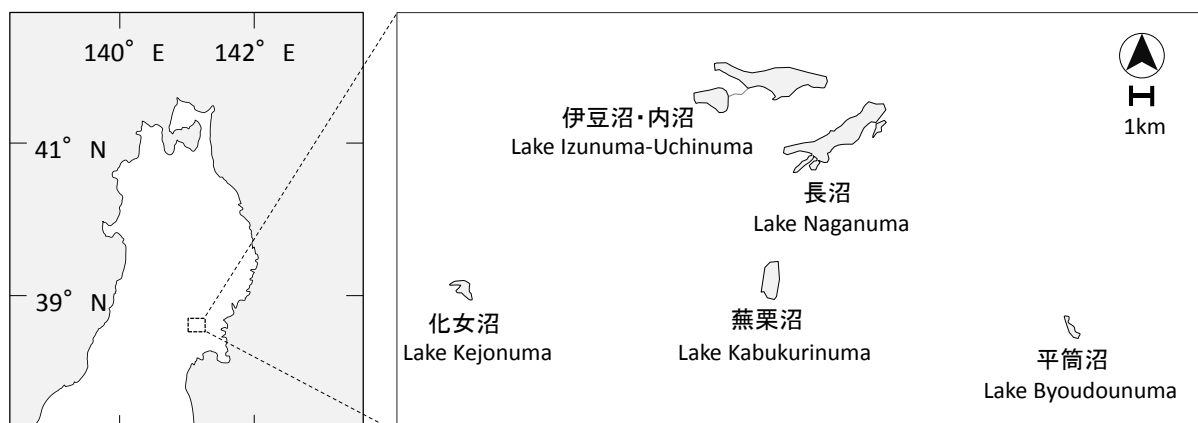 140° E
142° E
41° N
39° N
1km
伊豆沼・内沼
Lake Izunuma-Uchinuma
長沼
Lake Naganuma
化女沼
Lake Kejonuma
蕪栗沼
Lake Kabukurinuma
平筒沼
Lake Byoudounuma